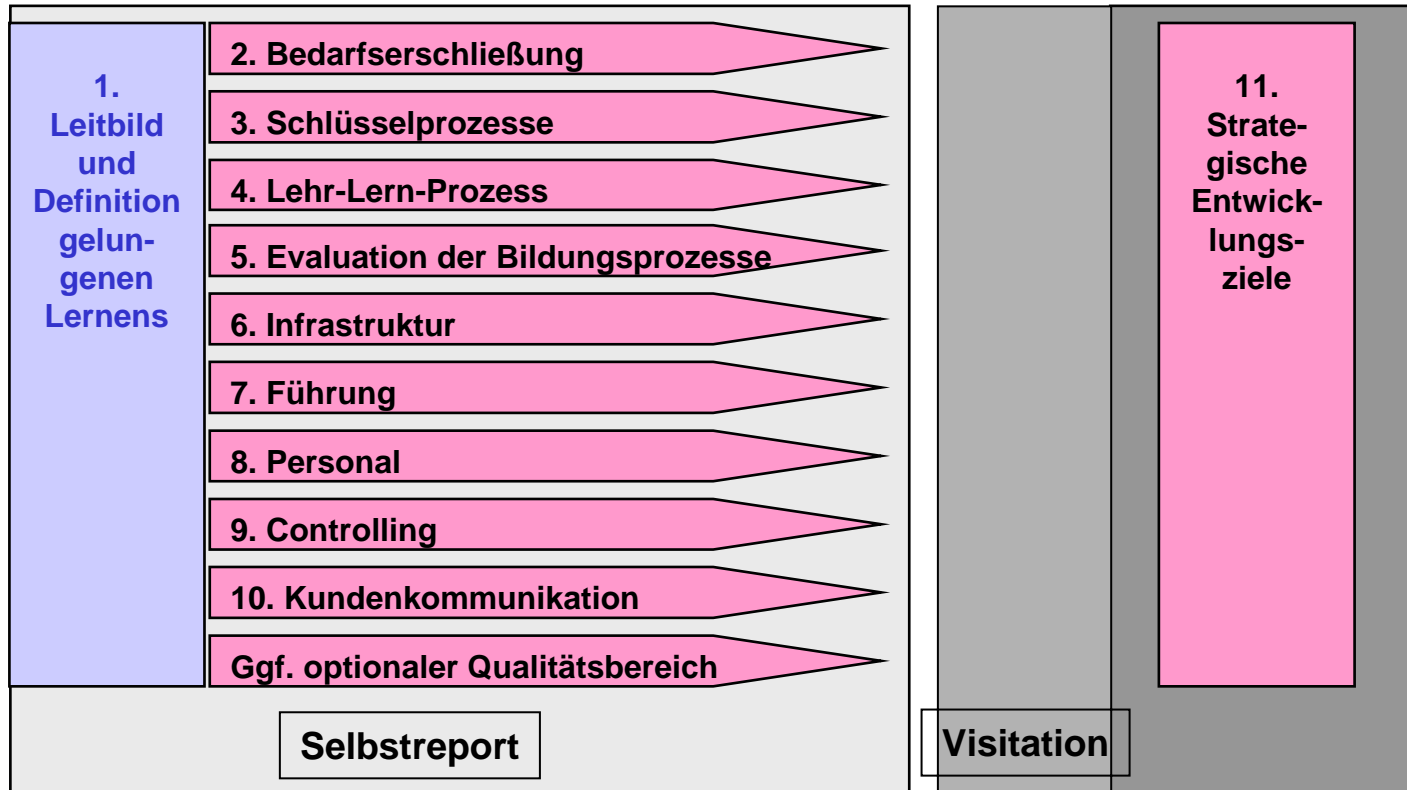 1.
Leitbild
und
Definition
gelun-
genen
Lernens
2. Bedarfserschließung
3. Schlüsselprozesse
4. Lehr-Lern-Prozess
5. Evaluation der Bildungsprozesse
6. Infrastruktur
7. Führung
8. Personal
9. Controlling
10. Kundenkommunikation
Ggf. optionaler Qualitätsbereich
Selbstreport
Visitation
11.
Strate-
gische
Entwick-
lungs-
ziele